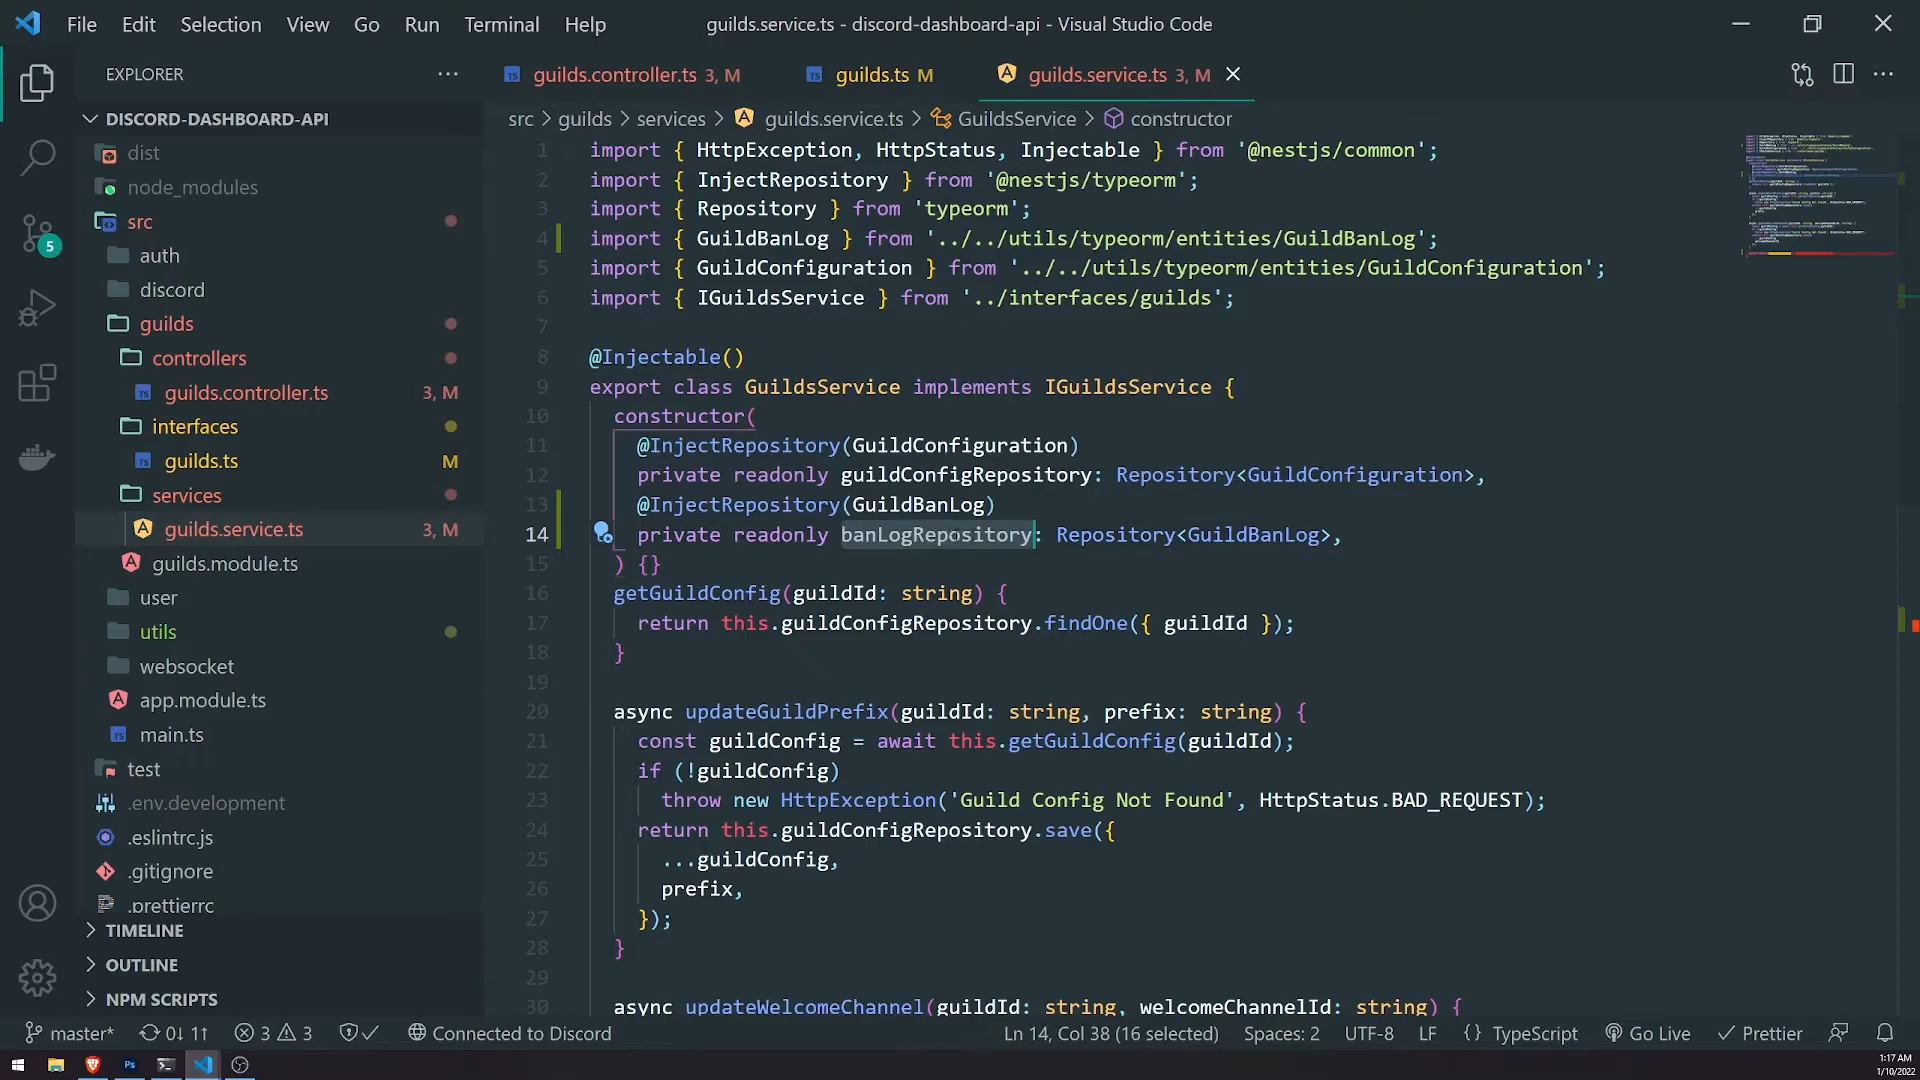 File Edit Selection View Go Run Terminal Help
guilds.service.ts - discord-dashboard-api - Visual Studio Code
EXPLORER
DISCORD-DASHBOARD-API
dist
node_modules
src
auth
discord
guilds
controllers
guilds.controller.ts 3, M
interfaces
guilds.ts M
services
guilds.service.ts 3, M
guilds.module.ts
user
utils
websocket
app.module.ts
main.ts
test
.env.development
.eslintrc.js
.gitignore
.prettierrc
TIMELINE
OUTLINE
NPM SCRIPTS
5
guilds.controller.ts 3, M
guilds.ts M
guilds.service.ts 3, M
src > guilds > services > guilds.service.ts > GuildsService > constructor
1 import { HttpException, HttpStatus, Injectable } from '@nestjs/common';
2 import { InjectRepository } from '@nestjs/typeorm';
3 import { Repository } from 'typeorm';
4 import { GuildBanLog } from '../../utils/typeorm/entities/GuildBanLog';
5 import { GuildConfiguration } from '../../utils/typeorm/entities/GuildConfiguration';
6 import { IGuildsService } from '../interfaces/guilds';
7
8 @Injectable()
9 export class GuildsService implements IGuildsService {
10 constructor(
11 @InjectRepository(GuildConfiguration)
12 private readonly guildConfigRepository: Repository<GuildConfiguration>,
13 @InjectRepository(GuildBanLog)
14 private readonly banLogRepository: Repository<GuildBanLog>,
15 ) {}
16 getGuildConfig(guildId: string) {
17 return this.guildConfigRepository.findOne({ guildId });
18 }
19
20 async updateGuildPrefix(guildId: string, prefix: string) {
21 const guildConfig = await this.getGuildConfig(guildId);
22 if (!guildConfig)
23 throw new HttpException('Guild Config Not Found', HttpStatus.BAD_REQUEST);
24 return this.guildConfigRepository.save({
25 ...guildConfig,
26 prefix,
27 });
28 }
29
30 async updateWelcomeChannel(guildId: string, welcomeChannelId: string) {
master* 0↓ 1↑ 3 3 Connected to Discord
Ln 14, Col 38 (16 selected) Spaces: 2 UTF-8 LF {} TypeScript Go Live Prettier
1:17 AM
1/10/2022